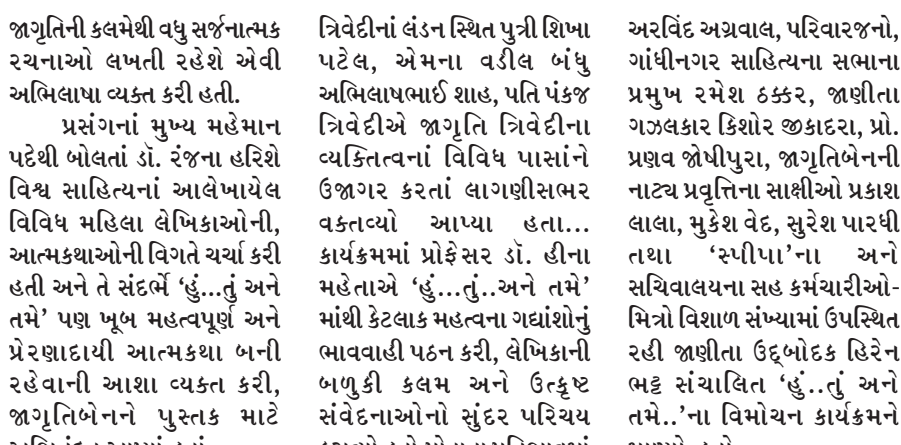 જાગૃતિની કલમેથી વધુ સર્જનાત્મક
રચનાઓ લખતી રહેશે એવી
અભિલાષા વ્યક્ત કરી હતી.
પ્રસંગનાં મુખ્ય મહેમાન
પદેથી બોલતાં ડૉ. રંજના હરિશે
વિશ્વ સાહિત્યનાં આલેખાયેલ
વિવિધ મહિલા લેખિકાઓની,
આત્મકથાઓની વિગતે ચર્ચા કરી
હતી અને તે સંદર્ભે ‘હું...તું અને
તમે’ પણ ખૂબ મહત્વપૂર્ણ અને
પ્રેરણાદાયી આત્મકથા બની
રહેવાની આશા વ્યક્ત કરી,
જાગૃતિબેનને પુસ્તક માટે
ત્રિવેદીનાં લંડન સ્થિત પુત્રી શિખા
પટેલ, એમના વડીલ બંધુ
અભિલાષભાઈ શાહ, પતિ પંકજ
ત્રિવેદીએ જાગૃતિ ત્રિવેદીના
વ્યક્તિત્વનાં વિવિધ પાસાંને
ઉજાગર કરતાં લાગણીસભર
વક્તવ્યો આપ્યા હતા...
કાર્યક્રમમાં પ્રોફેસર ડૉ. હીના
મહેતાએ ‘હું...તું..અને તમે’
માંથી કેટલાક મહત્વના ગદ્યાંશોનું
ભાવવાહી પઠન કરી, લેખિકાની
બળુકી કલમ અને ઉત્કૃષ્ટ
સંવેદનાઓનો સુંદર પરિચય
અરવિંદ અગ્રવાલ, પરિવારજનો,
ગાંધીનગર સાહિત્યના સભાના
પ્રમુખ રમેશ ઠક્કર, જાણીતા
ગઝલકાર કિશોર જીકાદરા, પ્રો.
પ્રણવ જોષીપુરા, જાગૃતિબેનની
નાટ્ય પ્રવૃત્તિના સાક્ષીઓ પ્રકાશ
લાલા, મુકેશ વેદ, સુરેશ પારધી
તથા ‘સ્પીપા’ના અને
સચિવાલયના સહ કર્મચારીઓ-
મિત્રો વિશાળ સંખ્યામાં ઉપસ્થિત
રહી જાણીતા ઉદ્‌બોદક હિરેન
ભટ્ટ સંચાલિત ‘હું..તું અને
તમે..’ના વિમોચન કાર્યક્રમને